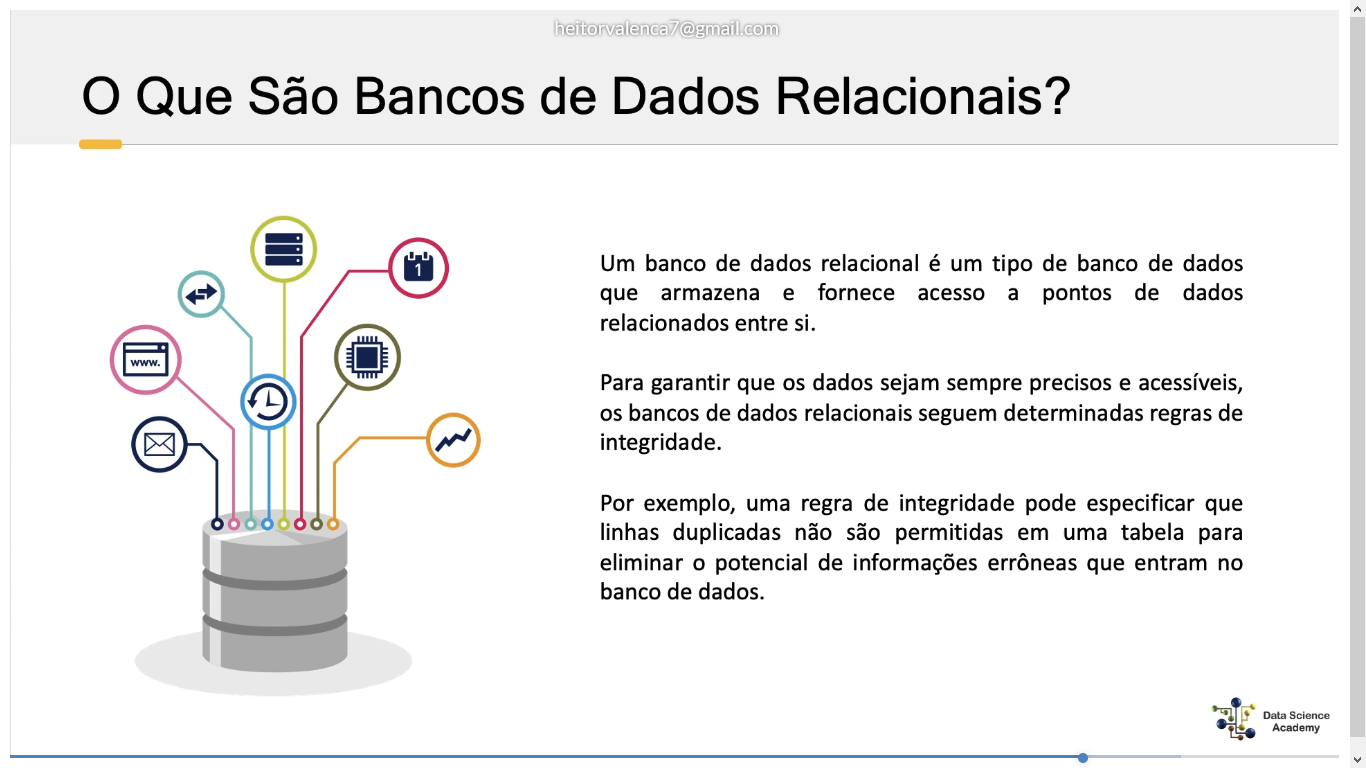 heitorvalenca7@gmail.com
O Que São Bancos de Dados Relacionais?
1
www.
Um banco de dados relacional é um tipo de banco de dados
que armazena e fornece acesso a pontos de dados
relacionados entre si.
Para garantir que os dados sejam sempre precisos e acessíveis,
os bancos de dados relacionais seguem determinadas regras de
integridade.
Por exemplo, uma regra de integridade pode especificar que
linhas duplicadas não são permitidas em uma tabela para
eliminar o potencial de informações errôneas que entram no
banco de dados.
Data Science
Academy